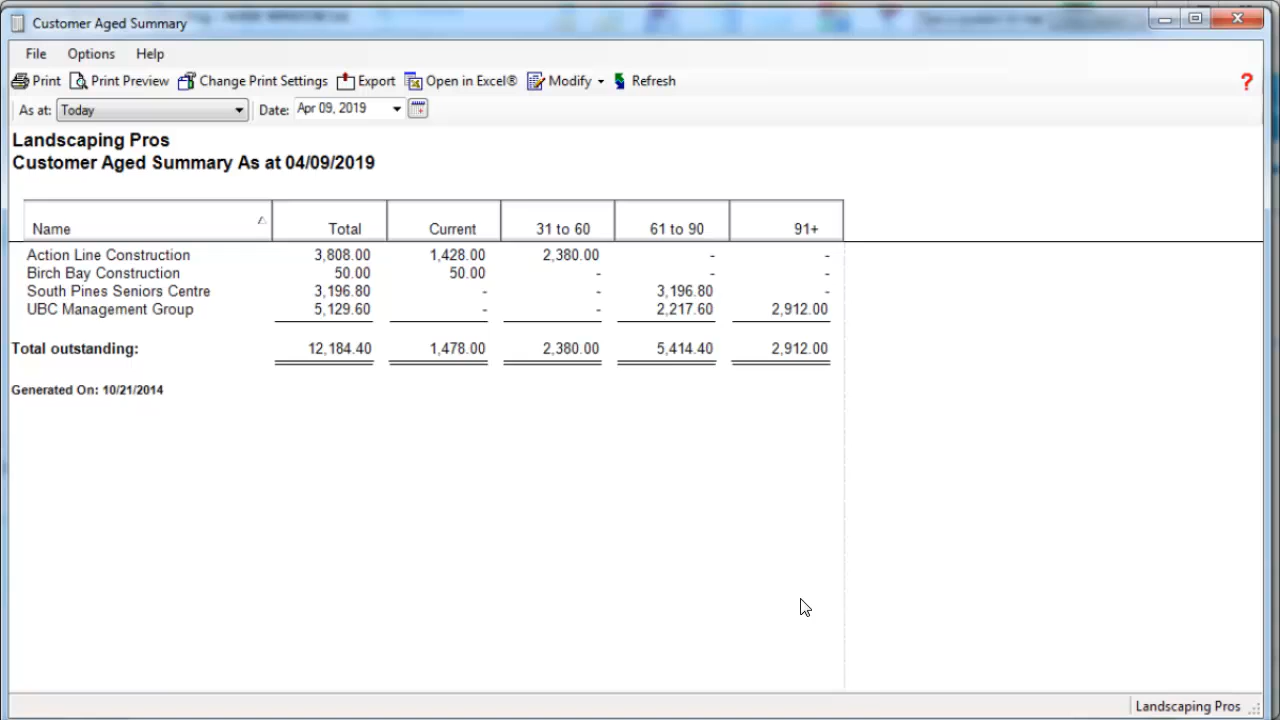 Customer Aged Summary
File Options Help
Print Print Preview Change Print Settings Export Open in Excel® Modify Refresh ?
As at: Today Date: Apr 09, 2019
Landscaping Pros
Customer Aged Summary As at 04/09/2019
Name Total Current 31 to 60 61 to 90 91+
Action Line Construction 3,808.00 1,428.00 2,380.00 - -
Birch Bay Construction 50.00 50.00 - - -
South Pines Seniors Centre 3,196.80 - - 3,196.80 -
UBC Management Group 5,129.60 - - 2,217.60 2,912.00
Total outstanding: 12,184.40 1,478.00 2,380.00 5,414.40 2,912.00
Generated On: 10/21/2014
Landscaping Pros